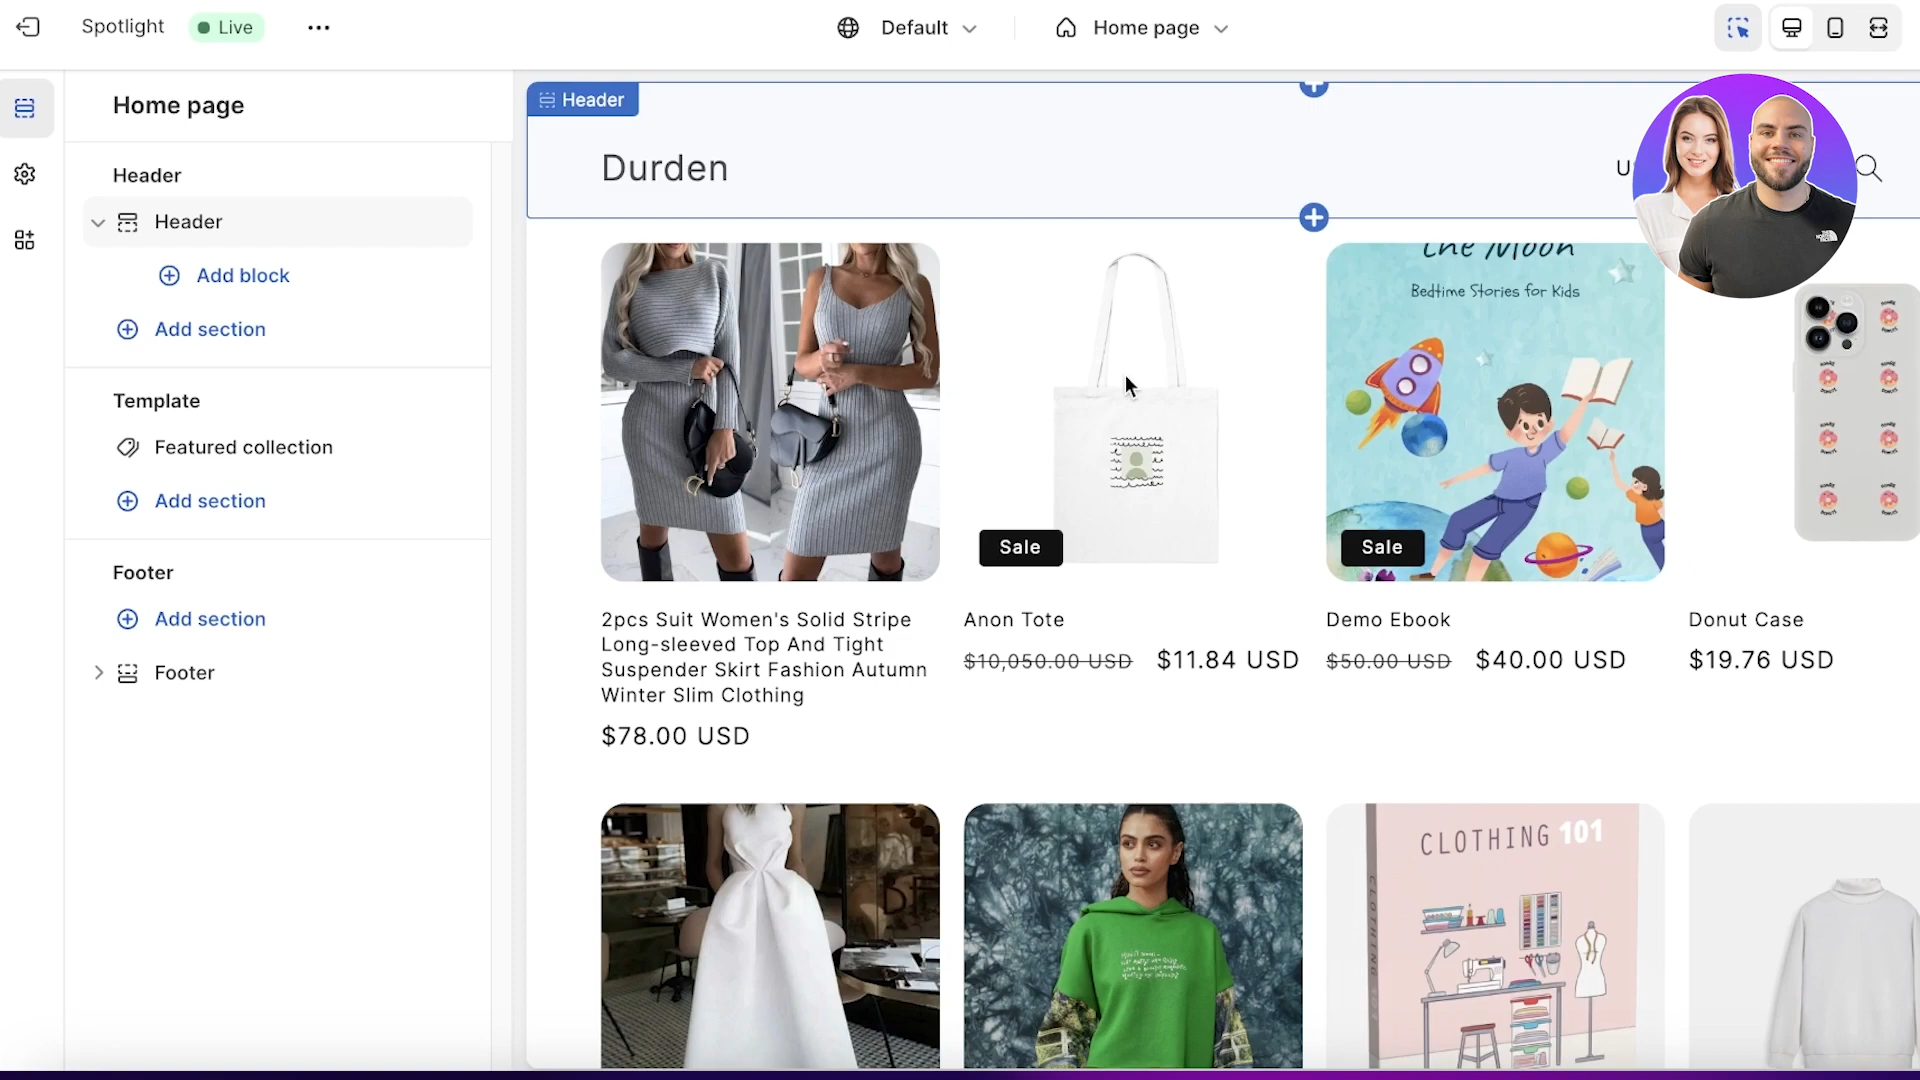 Spotlight
Live
Default
Home page
Home page
Header
Header
Add block
Add section
Template
Featured collection
Add section
Footer
Add section
Footer
Header
Durden
the Moon
Bedtime Stories for Kids
Sale
Sale
2pcs Suit Women's Solid Stripe
Long-sleeved Top And Tight
Suspender Skirt Fashion Autumn
Winter Slim Clothing
$78.00 USD
Anon Tote
$10,050.00 USD $11.84 USD
Demo Ebook
$50.00 USD $40.00 USD
Donut Case
$19.76 USD
CLOTHING 101
CLOTHING